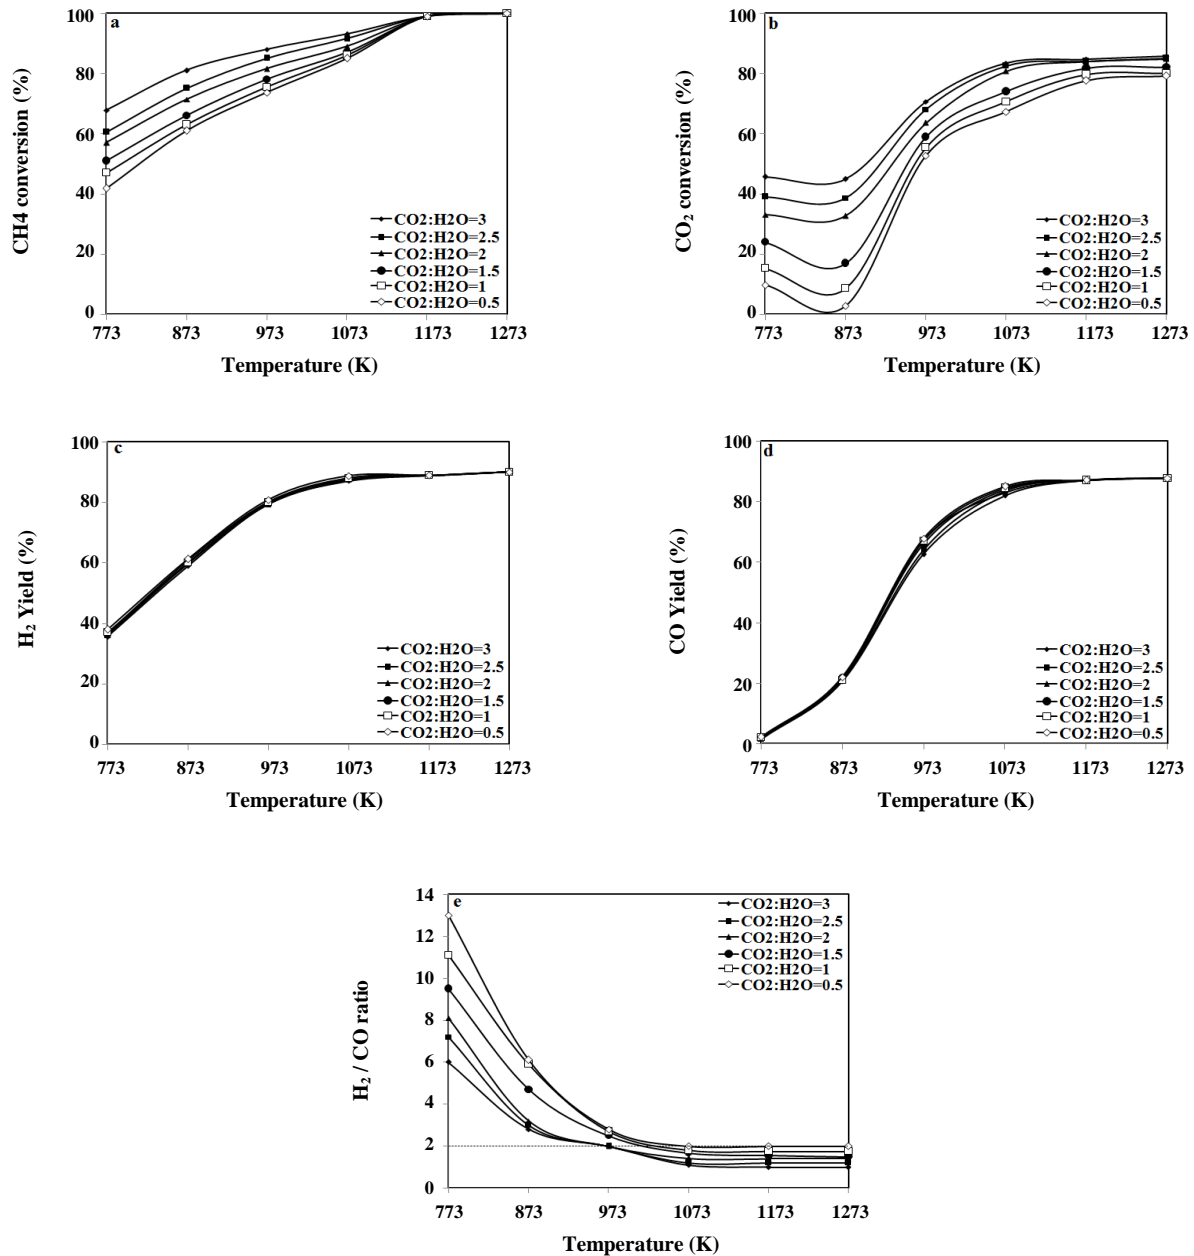 a
CH4 conversion (%)
100
80
60
40
20
0
CO2:H2O=3
CO2:H2O=2.5
CO2:H2O=2
CO2:H2O=1.5
CO2:H2O=1
CO2:H2O=0.5
773 873 973 1073 1173 1273
Temperature (K)
b
CO₂ conversion (%)
100
80
60
40
20
0
CO2:H2O=3
CO2:H2O=2.5
CO2:H2O=2
CO2:H2O=1.5
CO2:H2O=1
CO2:H2O=0.5
773 873 973 1073 1173 1273
Temperature (K)
c
H₂ Yield (%)
100
80
60
40
20
0
CO2:H2O=3
CO2:H2O=2.5
CO2:H2O=2
CO2:H2O=1.5
CO2:H2O=1
CO2:H2O=0.5
773 873 973 1073 1173 1273
Temperature (K)
d
CO Yield (%)
100
80
60
40
20
0
CO2:H2O=3
CO2:H2O=2.5
CO2:H2O=2
CO2:H2O=1.5
CO2:H2O=1
CO2:H2O=0.5
773 873 973 1073 1173 1273
Temperature (K)
e
H₂ / CO ratio
14
12
10
8
6
4
2
0
CO2:H2O=3
CO2:H2O=2.5
CO2:H2O=2
CO2:H2O=1.5
CO2:H2O=1
CO2:H2O=0.5
773 873 973 1073 1173 1273
Temperature (K)